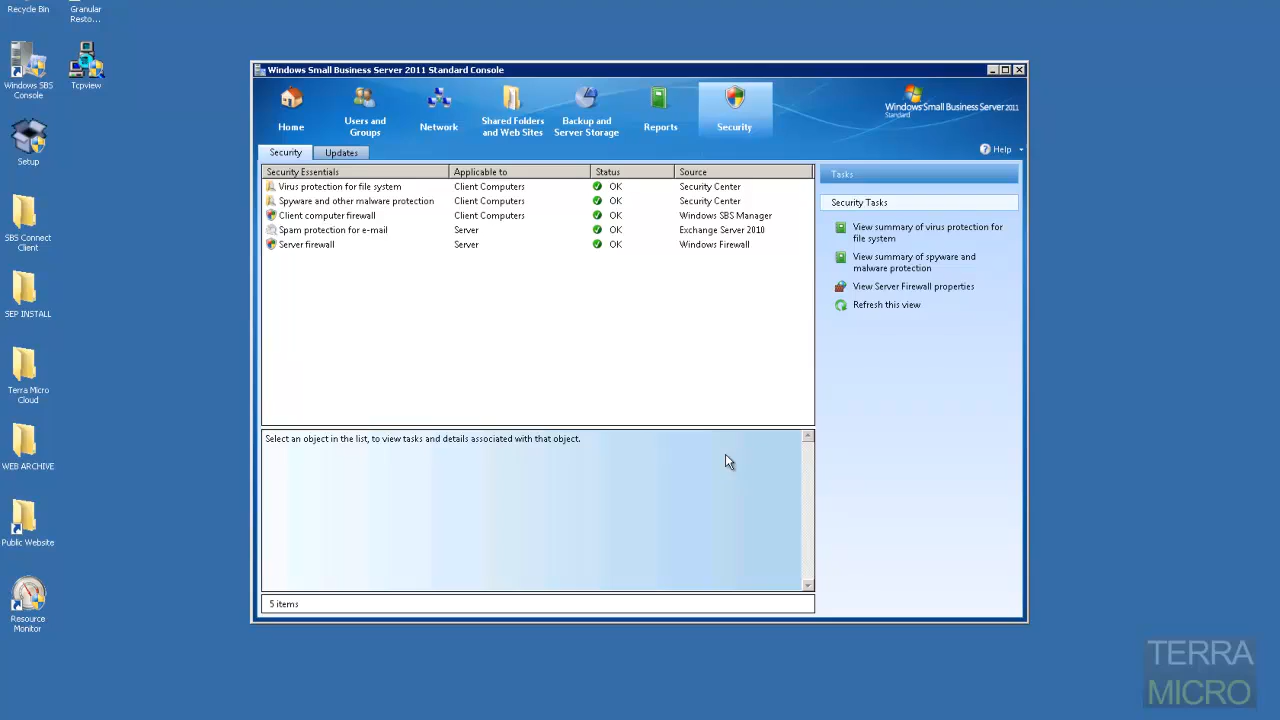 Recycle Bin
Granular
Resto...
Windows SBS
Console
Tcpview
Setup
SBS Connect
Client
SEP INSTALL
Terra Micro
Cloud
WEB ARCHIVE
Public Website
Resource
Monitor
Windows Small Business Server 2011 Standard Console
Home
Users and
Groups
Network
Shared Folders
and Web Sites
Backup and
Server Storage
Reports
Security
Windows Small Business Server 2011
Standard
Security
Updates
Help
Security Essentials Applicable to Status Source
Virus protection for file system Client Computers OK Security Center
Spyware and other malware protection Client Computers OK Security Center
Client computer firewall Client Computers OK Windows SBS Manager
Spam protection for e-mail Server OK Exchange Server 2010
Server firewall Server OK Windows Firewall
Select an object in the list, to view tasks and details associated with that object.
5 items
Tasks
Security Tasks
View summary of virus protection for
file system
View summary of spyware and
malware protection
View Server Firewall properties
Refresh this view
TERRA
MICRO